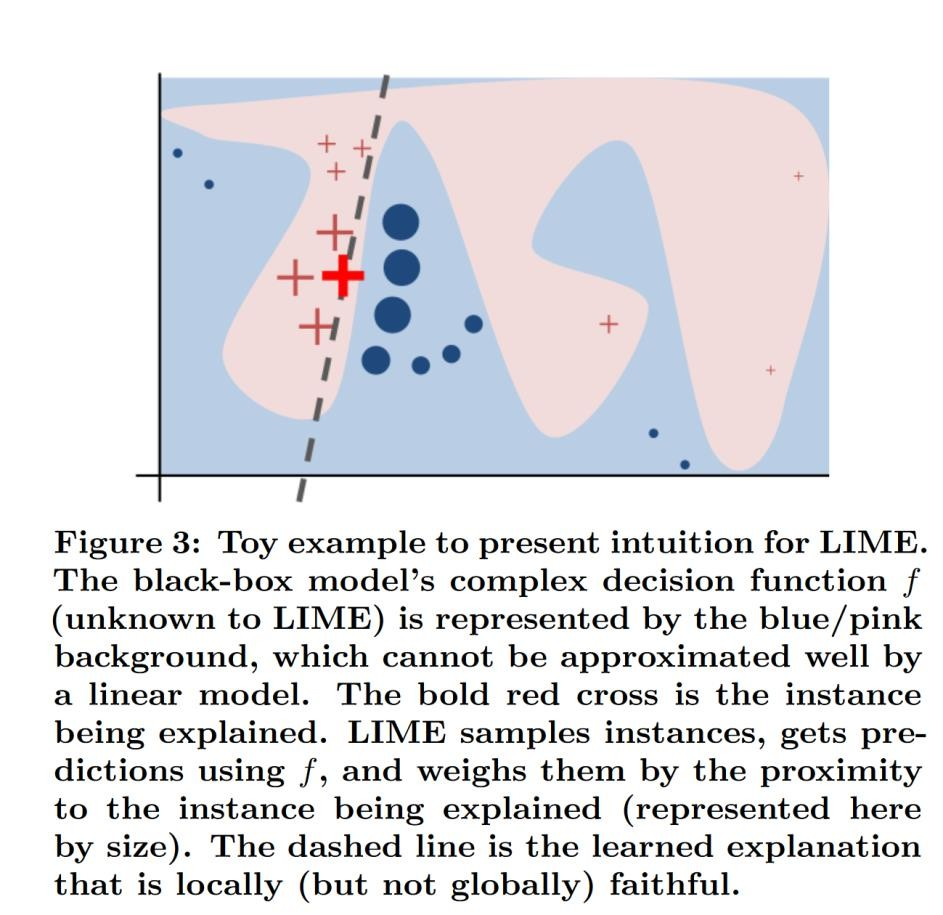 Figure 3: Toy example to present intuition for LIME.
The black-box model's complex decision function f
(unknown to LIME) is represented by the blue/pink
background, which cannot be approximated well by
a linear model. The bold red cross is the instance
being explained. LIME samples instances, gets pre-
dictions using f, and weighs them by the proximity
to the instance being explained (represented here
by size). The dashed line is the learned explanation
that is locally (but not globally) faithful.